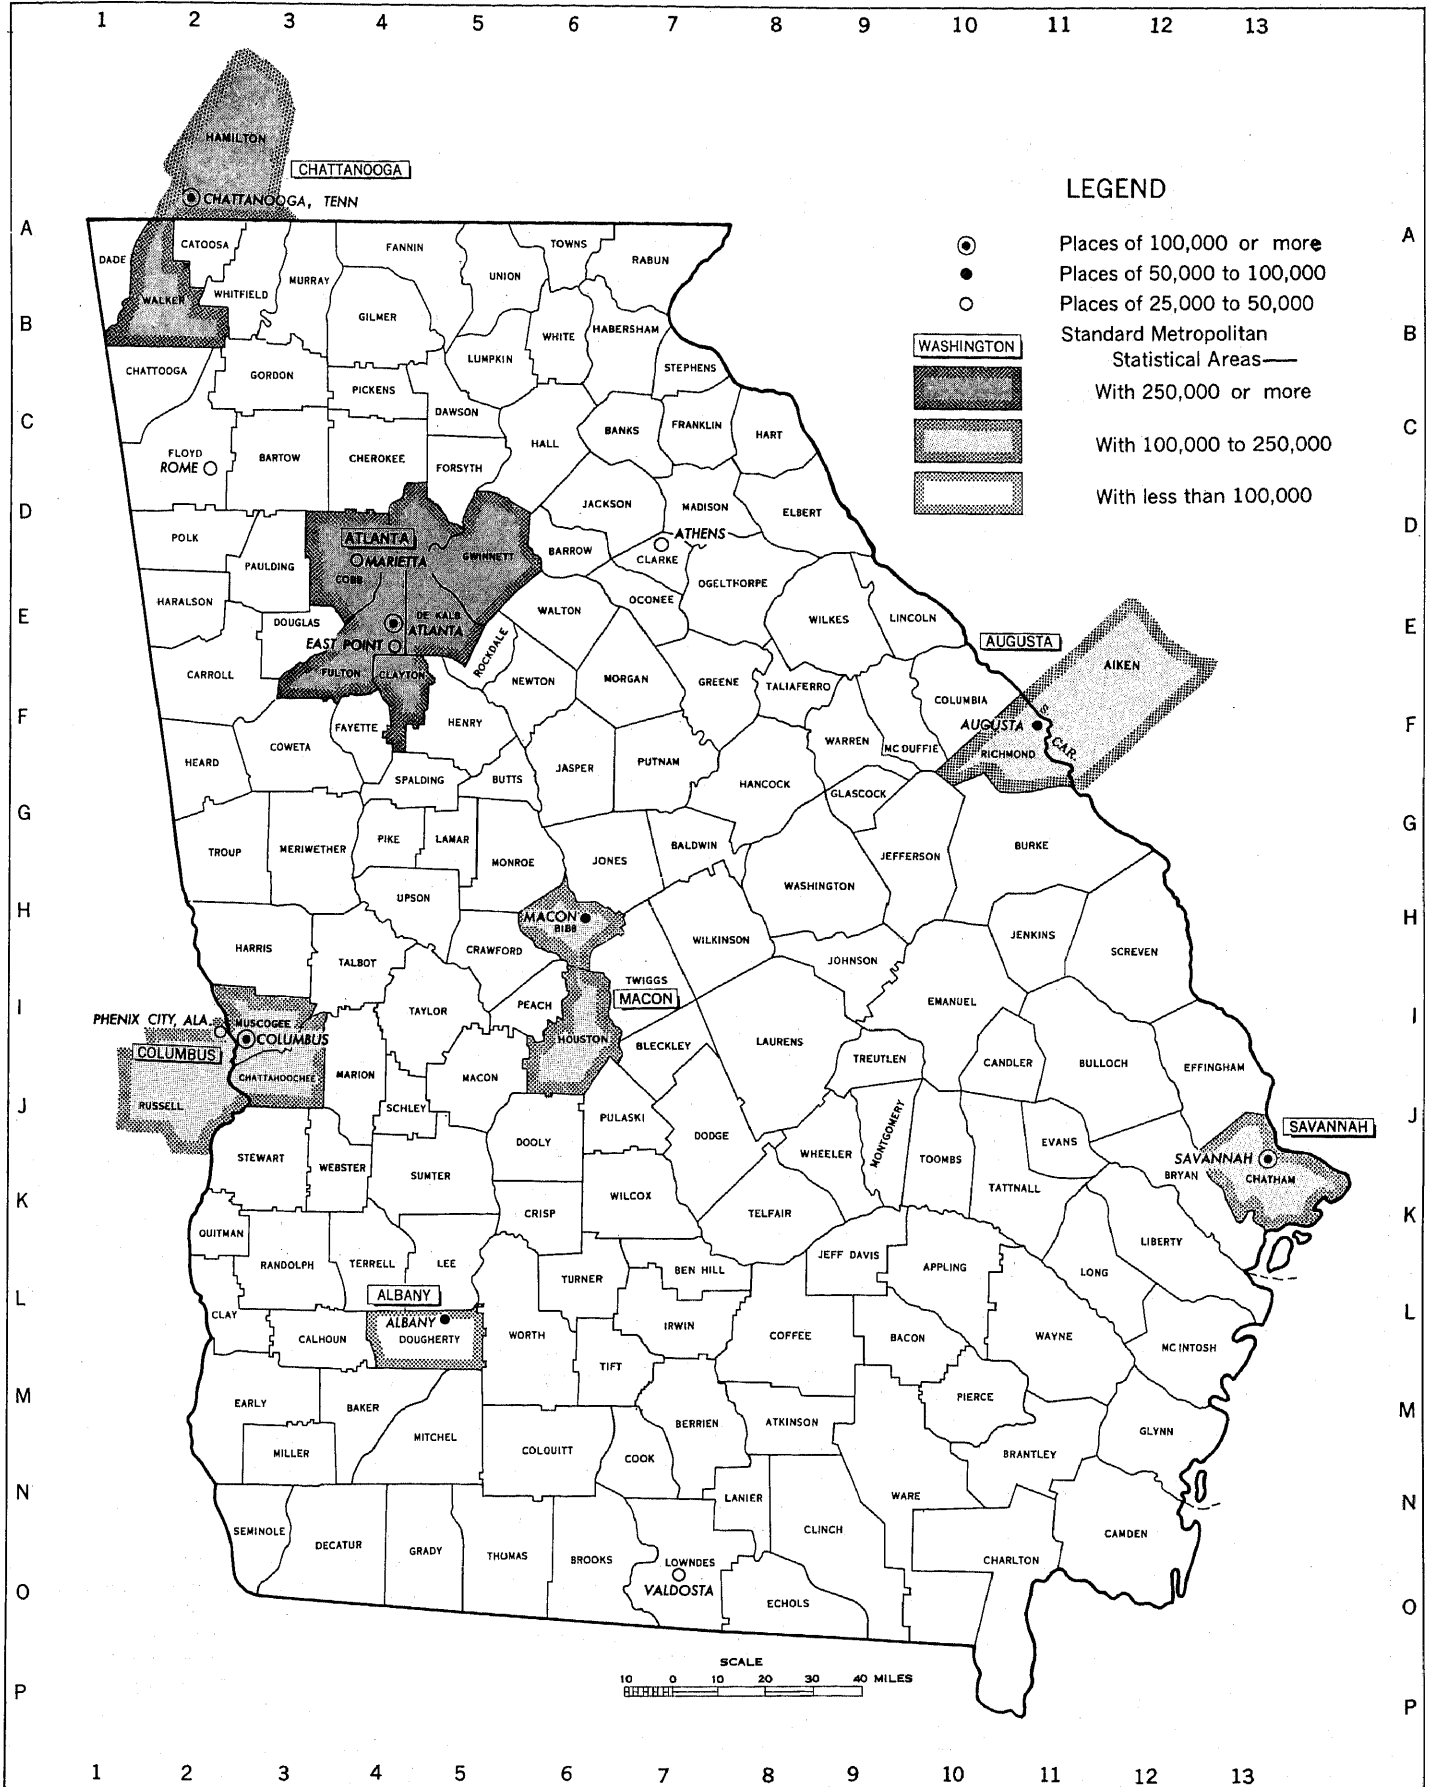 1 2 3 4 5 6 7 8 9 10 11 12 13
HAMILTON
CHATTANOOGA
CHATTANOOGA, TENN
LEGEND
Places of 100,000 or more
Places of 50,000 to 100,000
Places of 25,000 to 50,000
WASHINGTON
Standard Metropolitan
Statistical Areas—
With 250,000 or more
With 100,000 to 250,000
With less than 100,000
A A
DADE
CATOOSA
FANNIN
TOWNS
UNION
RABUN
WALKER
WHITFIELD
MURRAY
B B
GILMER
WHITE
HABERSHAM
LUMPKIN
STEPHENS
CHATTOOGA
GORDON
PICKENS
DAWSON
C C
HALL
BANKS
FRANKLIN
HART
FLOYD
ROME
BARTOW
CHEROKEE
FORSYTH
D D
JACKSON
MADISON
ELBERT
POLK
PAULDING
ATLANTA
MARIETTA
COBB
GWINNETT
BARROW
ATHENS
CLARKE
OGELTHORPE
OCONEE
HARALSON
E E
DOUGLAS
DE KALB
ATLANTA
EAST POINT
WALTON
WILKES
LINCOLN
AUGUSTA
AIKEN
ROCKDALE
CARROLL
FULTON
CLAYTON
NEWTON
MORGAN
GREENE
TALIAFERRO
COLUMBIA
F F
FAYETTE
HENRY
COWETA
WARREN
MC DUFFIE
AUGUSTA
S. CAR.
RICHMOND
HEARD
SPALDING
BUTTS
JASPER
PUTNAM
HANCOCK
GLASCOCK
G G
TROUP
MERIWETHER
PIKE
LAMAR
MONROE
JONES
BALDWIN
JEFFERSON
BURKE
UPSON
WASHINGTON
H H
MACON
BIBB
HARRIS
TALBOT
CRAWFORD
WILKINSON
JOHNSON
JENKINS
SCREVEN
TWIGGS
MACON
I I
PHENIX CITY, ALA.
MUSCOGEE
COLUMBUS
COLUMBUS
TAYLOR
PEACH
HOUSTON
EMANUEL
BLECKLEY
LAURENS
TREUTLEN
CANDLER
BULLOCH
EFFINGHAM
CHATTAHOOCHEE
MARION
MACON
J J
RUSSELL
SCHLEY
PULASKI
DODGE
MONTGOMERY
EVANS
SAVANNAH
DOOLY
STEWART
WEBSTER
SUMTER
WHEELER
TOOMBS
TATTNALL
BRYAN
SAVANNAH
CHATHAM
K K
QUITMAN
WILCOX
CRISP
TELFAIR
LIBERTY
RANDOLPH
TERRELL
LEE
TURNER
BEN HILL
JEFF DAVIS
APPLING
LONG
L L
CLAY
ALBANY
ALBANY
DOUGHERTY
CALHOUN
WORTH
IRWIN
COFFEE
BACON
WAYNE
MC INTOSH
TIFT
M M
EARLY
BAKER
MITCHEL
MILLER
COLQUITT
COOK
BERRIEN
ATKINSON
PIERCE
BRANTLEY
GLYNN
N N
SEMINOLE
DECATUR
GRADY
THOMAS
BROOKS
LANIER
WARE
CLINCH
CAMDEN
CHARLTON
LOWNDES
VALDOSTA
ECHOLS
O O
SCALE
10 0 10 20 30 40 MILES
P P
1 2 3 4 5 6 7 8 9 10 11 12 13